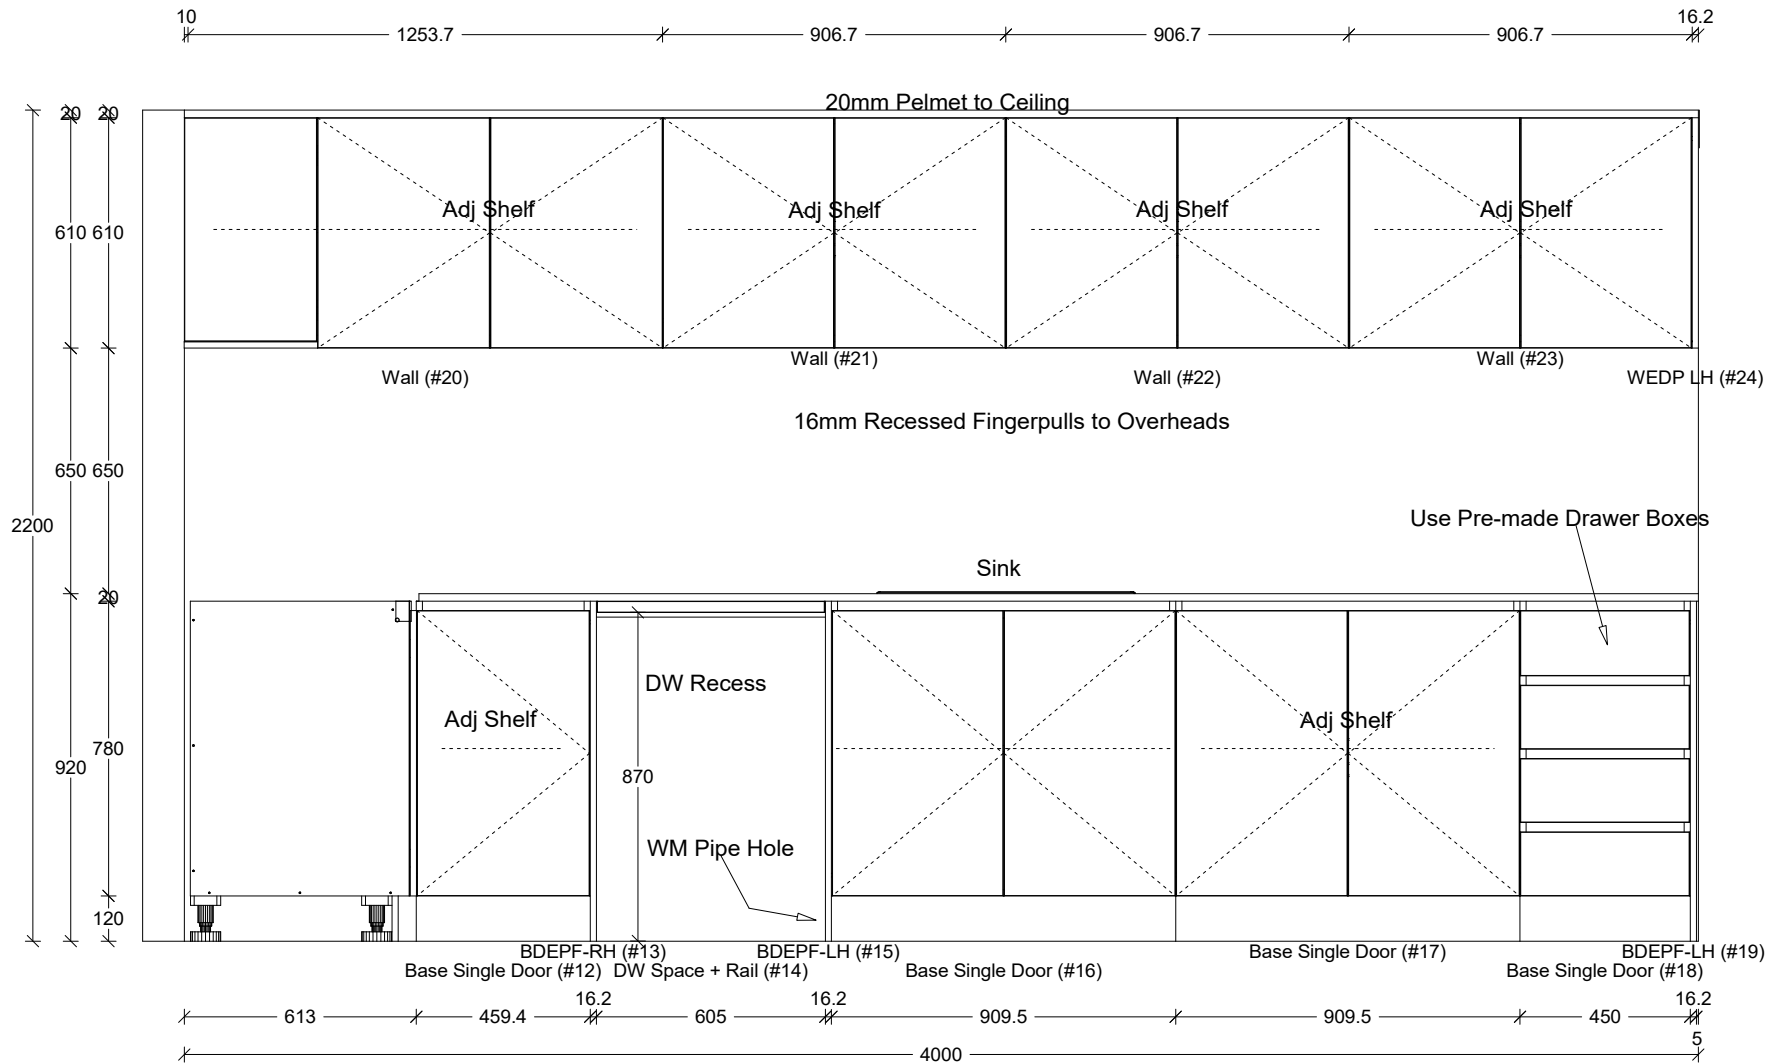 10
16.2
1253.7
906.7
906.7
906.7
20mm Pelmet to Ceiling
20 20
Adj Shelf
Adj Shelf
Adj Shelf
Adj Shelf
610 610
Wall (#20)
Wall (#21)
Wall (#22)
Wall (#23)
WEDP LH (#24)
16mm Recessed Fingerpulls to Overheads
650 650
2200
Use Pre-made Drawer Boxes
Sink
20
DW Recess
Adj Shelf
Adj Shelf
920
780
870
WM Pipe Hole
120
BDEPF-RH (#13)
BDEPF-LH (#15)
Base Single Door (#17)
BDEPF-LH (#19)
Base Single Door (#12)
DW Space + Rail (#14)
Base Single Door (#16)
Base Single Door (#18)
16.2
16.2
16.2
613
459.4
605
909.5
909.5
450
5
4000